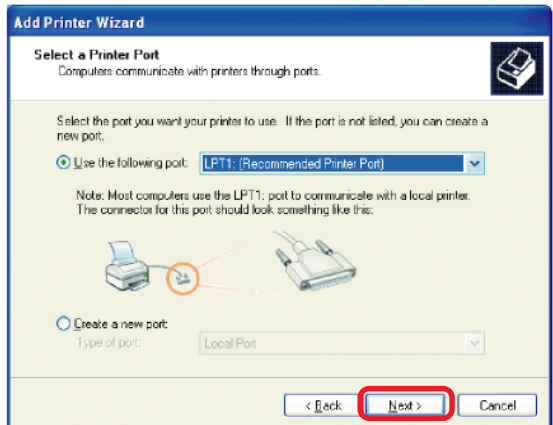 Add Printer Wizard
Select a Printer Port
Computers communicate with printers through ports.
Select the port you want your printer to use. If the port is not listed, you can create a
new port.
Use the following port: LPT1: (Recommended Printer Port)
Note: Most computers use the LPT1: port to communicate with a local printer.
The connector for this port should look something like this:
Create a new port:
Type of port: Local Port
< Back Next > Cancel